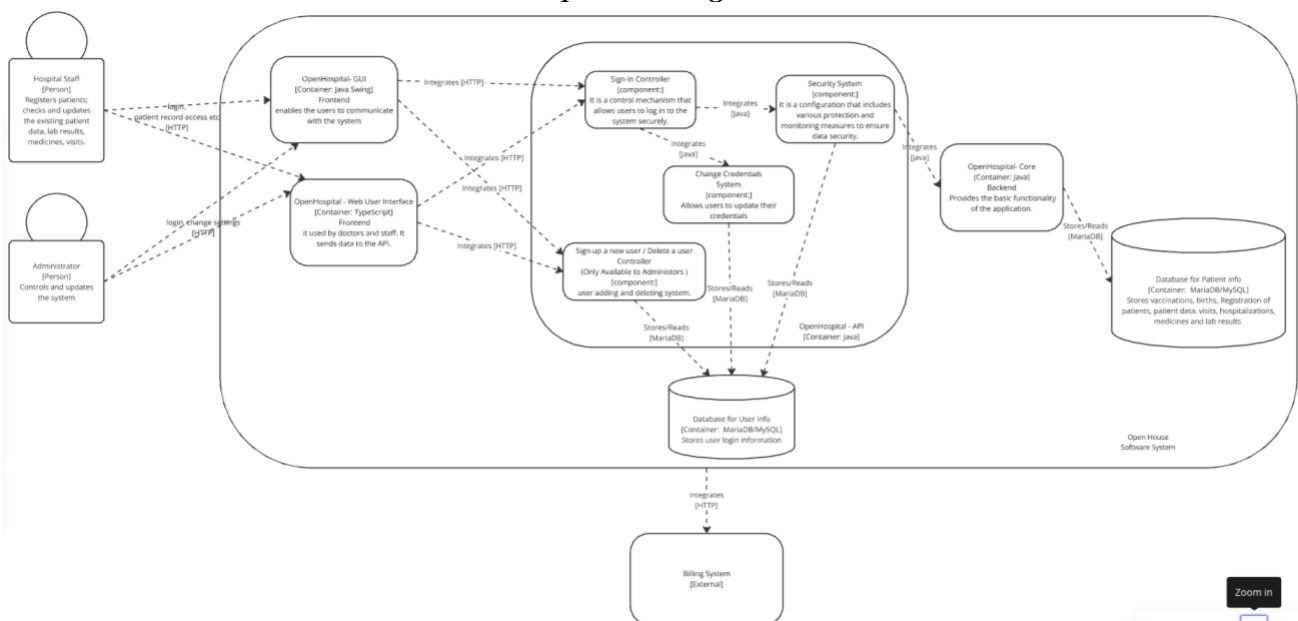 Hospital Staff
[Person]
Registers patients;
checks and updates
the existing patient
data, lab results,
medicines, visits.
Administrator
[Person]
Controls and updates
the system
login,
patient record access etc
[HTTP]
login, change settings
[HTTP]
OpenHospital- GUI
[Container: Java Swing]
Frontend
enables the users to communicate
with the system
OpenHospital - Web User Interface
[Container: TypeScript]
Frontend
it used by doctors and staff. It
sends data to the API.
Integrates [HTTP]
Integrates [HTTP]
Integrates [HTTP]
Integrates [HTTP]
Sign-in Controller
[component:]
It is a control mechanism that
allows users to log in to the
system securely.
Integrates
[Java]
Security System
[component:]
It is a configuration that includes
various protection and
monitoring measures to ensure
data security.
Integrates
[Java]
Change Credentials
System
[component:]
Allows users to update their
credentials
Sign-up a new user / Delete a user
Controller
(Only Available to Administors )
[component:]
user adding and deleting system.
Stores/Reads
[MariaDB]
Stores/Reads
[MariaDB]
Stores/Reads
[MariaDB]
OpenHospital - API
[Container: Java]
Integrates
[Java]
OpenHospital- Core
[Container: Java]
Backend
Provides the basic functionality
of the application.
Stores/Reads
[MariaDB]
Database for Patient info
[Container: MariaDB/MySQL]
Stores vaccinations, births, Registration of
patients, patient data, visits, hospitalizations,
medicines and lab results
Database for User info
[Container: MariaDB/MySQL]
Stores user login information
Open House
Software System
integrates
[HTTP]
Billing System
[External]
Zoom in